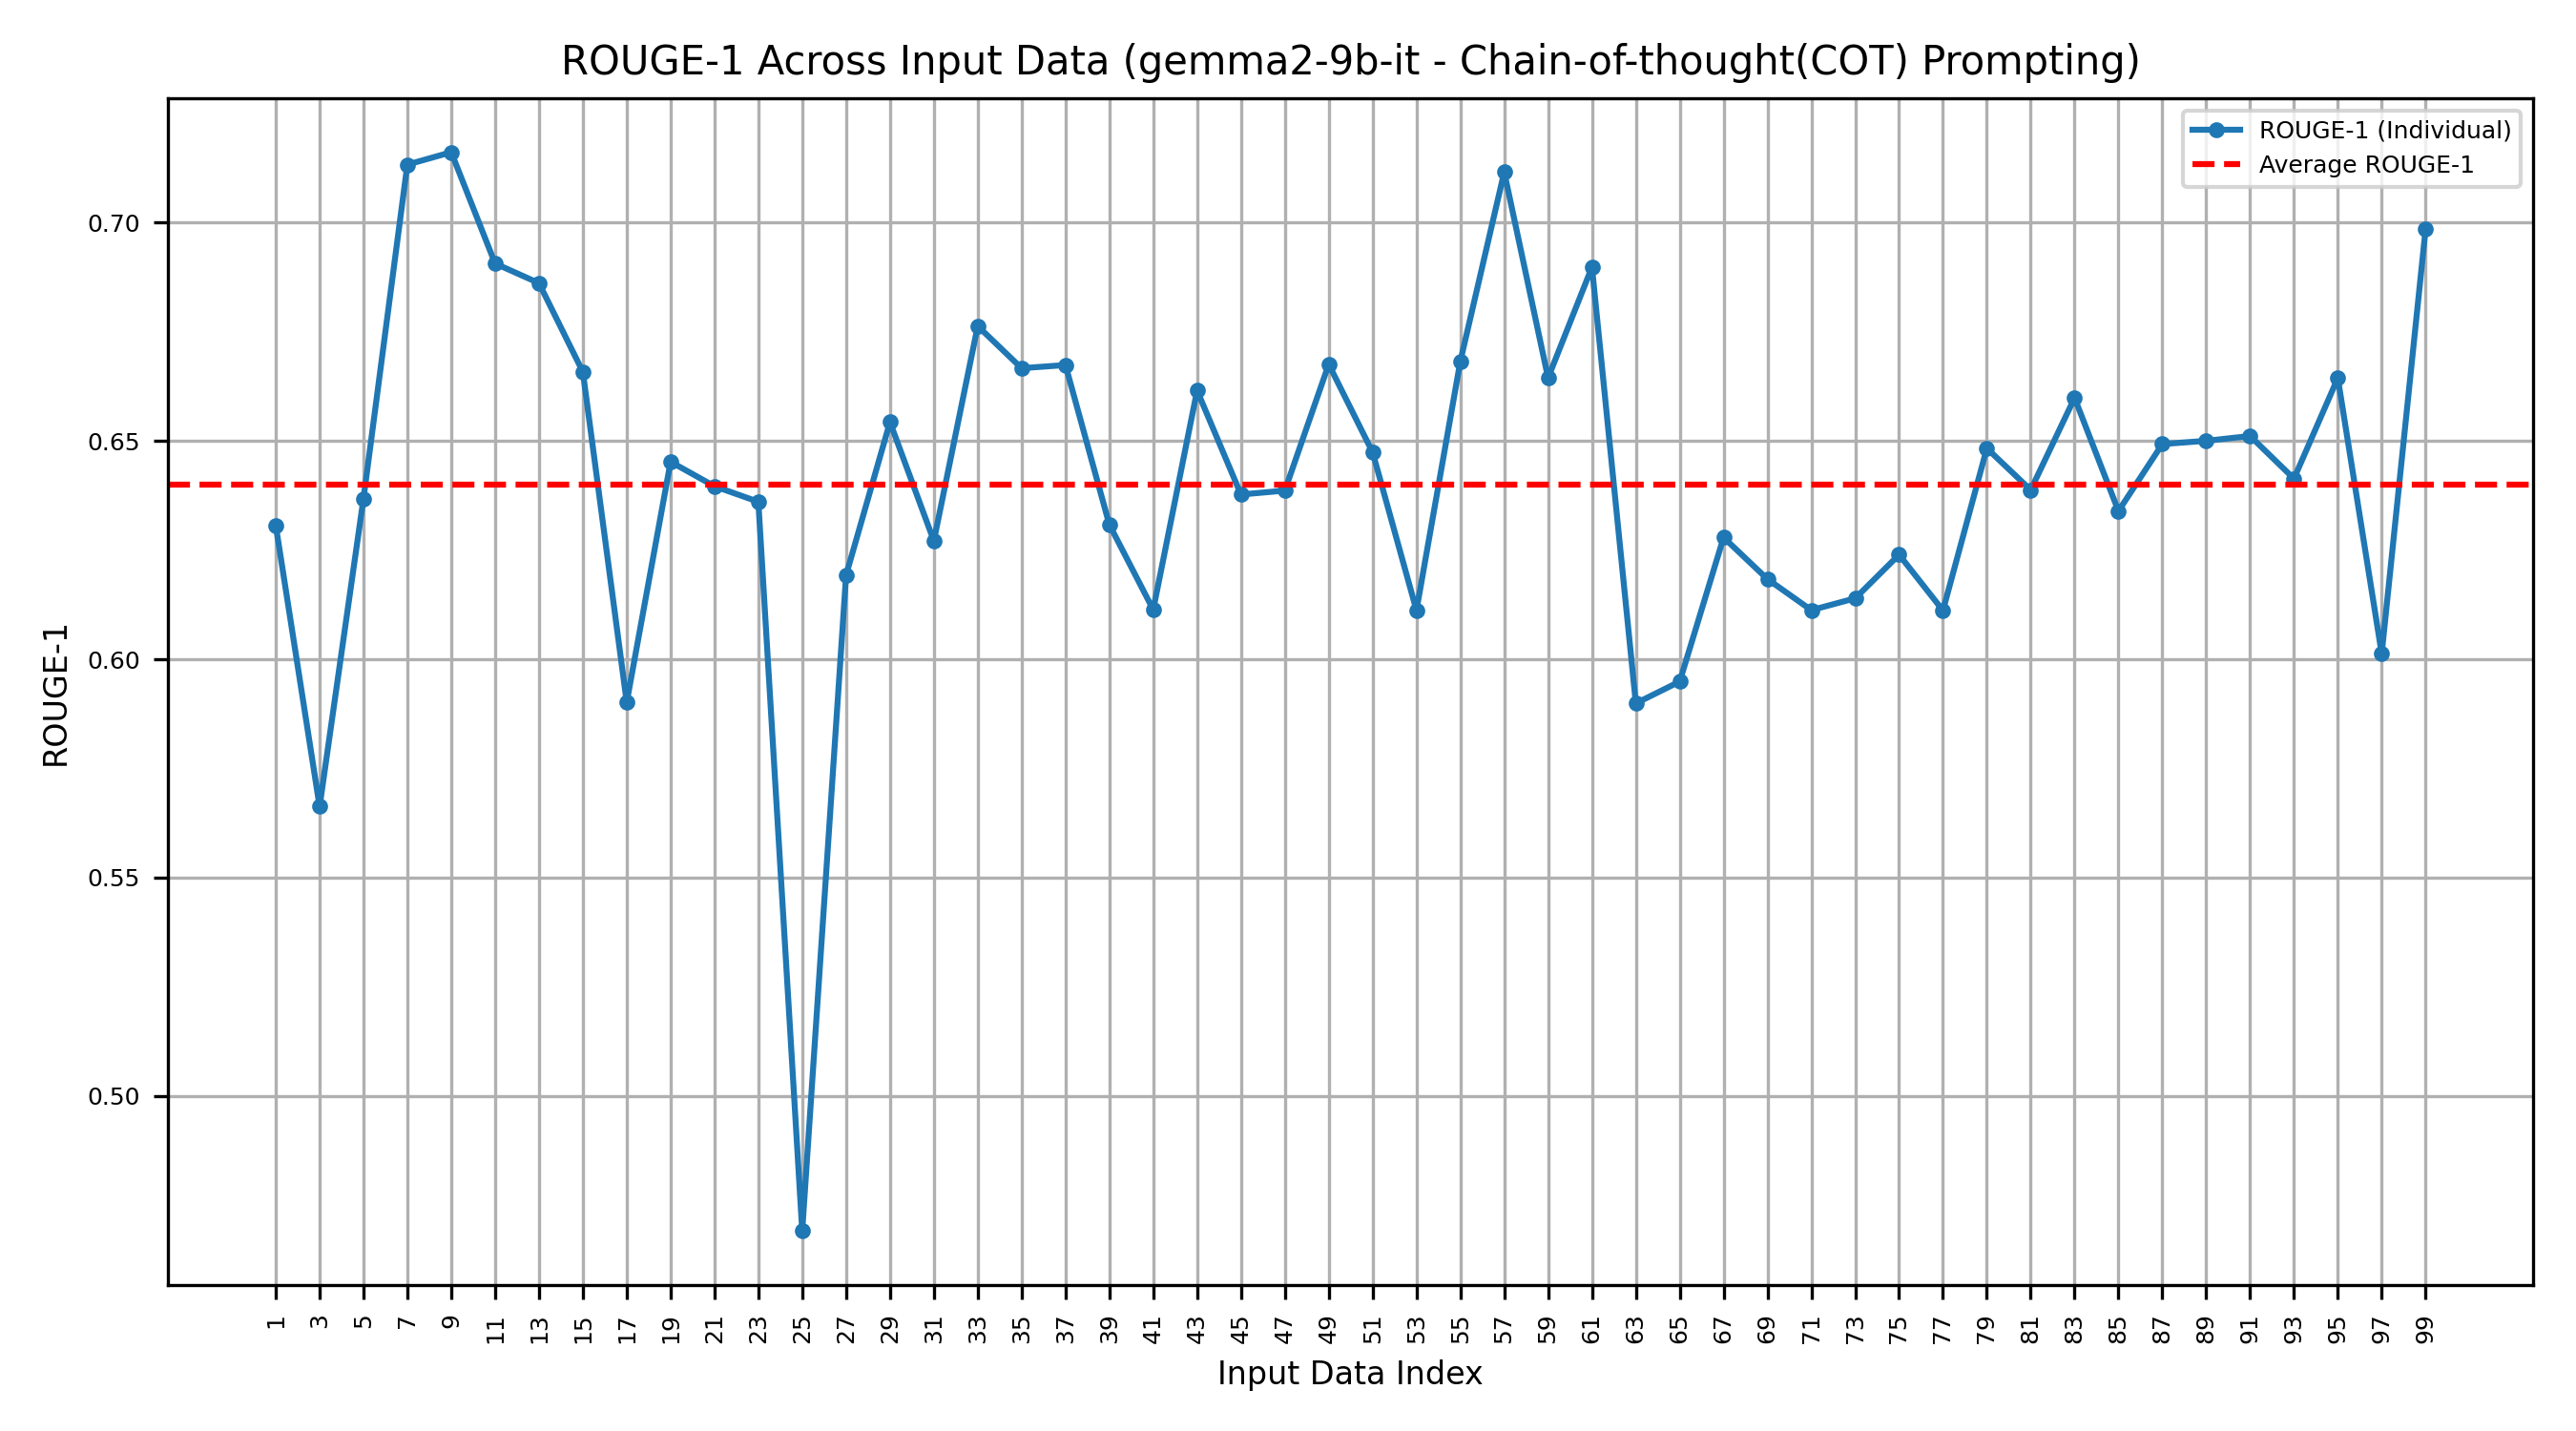 ROUGE-1 Across Input Data (gemma2-9b-it - Chain-of-thought(COT) Prompting)
ROUGE-1 (Individual)
Average ROUGE-1
ROUGE-1
0.70
0.65
0.60
0.55
0.50
1 3 5 7 9 11 13 15 17 19 21 23 25 27 29 31 33 35 37 39 41 43 45 47 49 51 53 55 57 59 61 63 65 67 69 71 73 75 77 79 81 83 85 87 89 91 93 95 97 99
Input Data Index